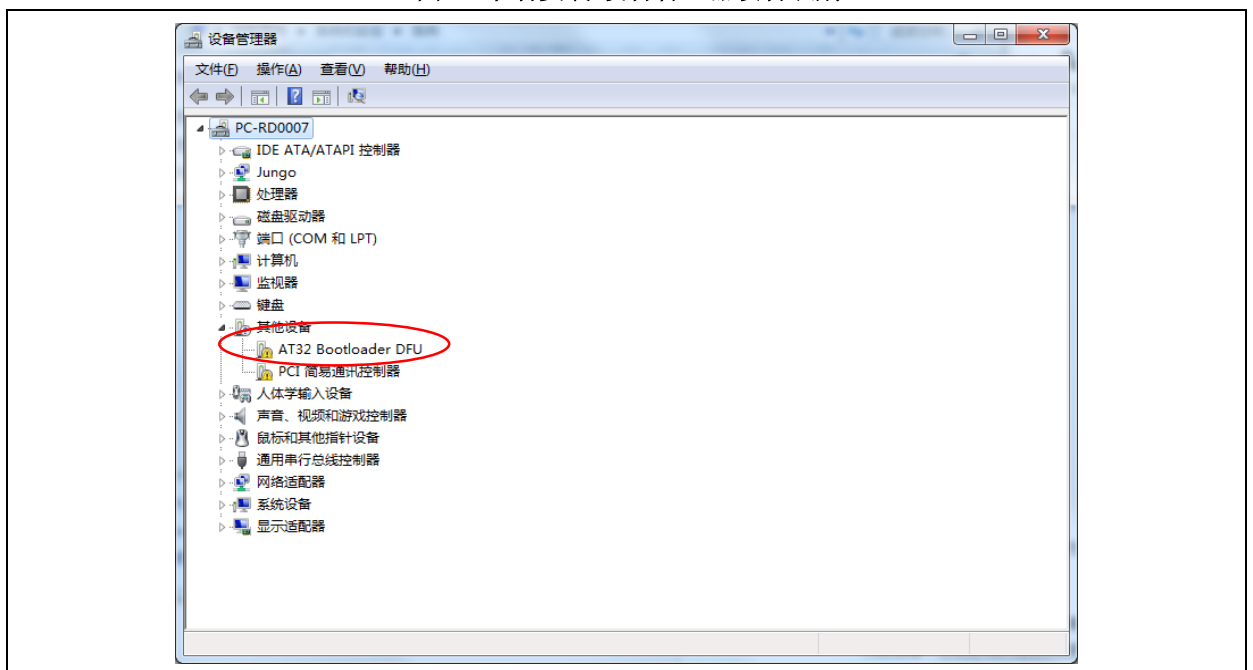 设备管理器
文件(F) 操作(A) 查看(V) 帮助(H)
PC-RD0007
IDE ATA/ATAPI 控制器
Jungo
处理器
磁盘驱动器
端口 (COM 和 LPT)
计算机
监视器
键盘
其他设备
AT32 Bootloader DFU
PCI 简易通讯控制器
人体学输入设备
声音、视频和游戏控制器
鼠标和其他指针设备
通用串行总线控制器
网络适配器
系统设备
显示适配器